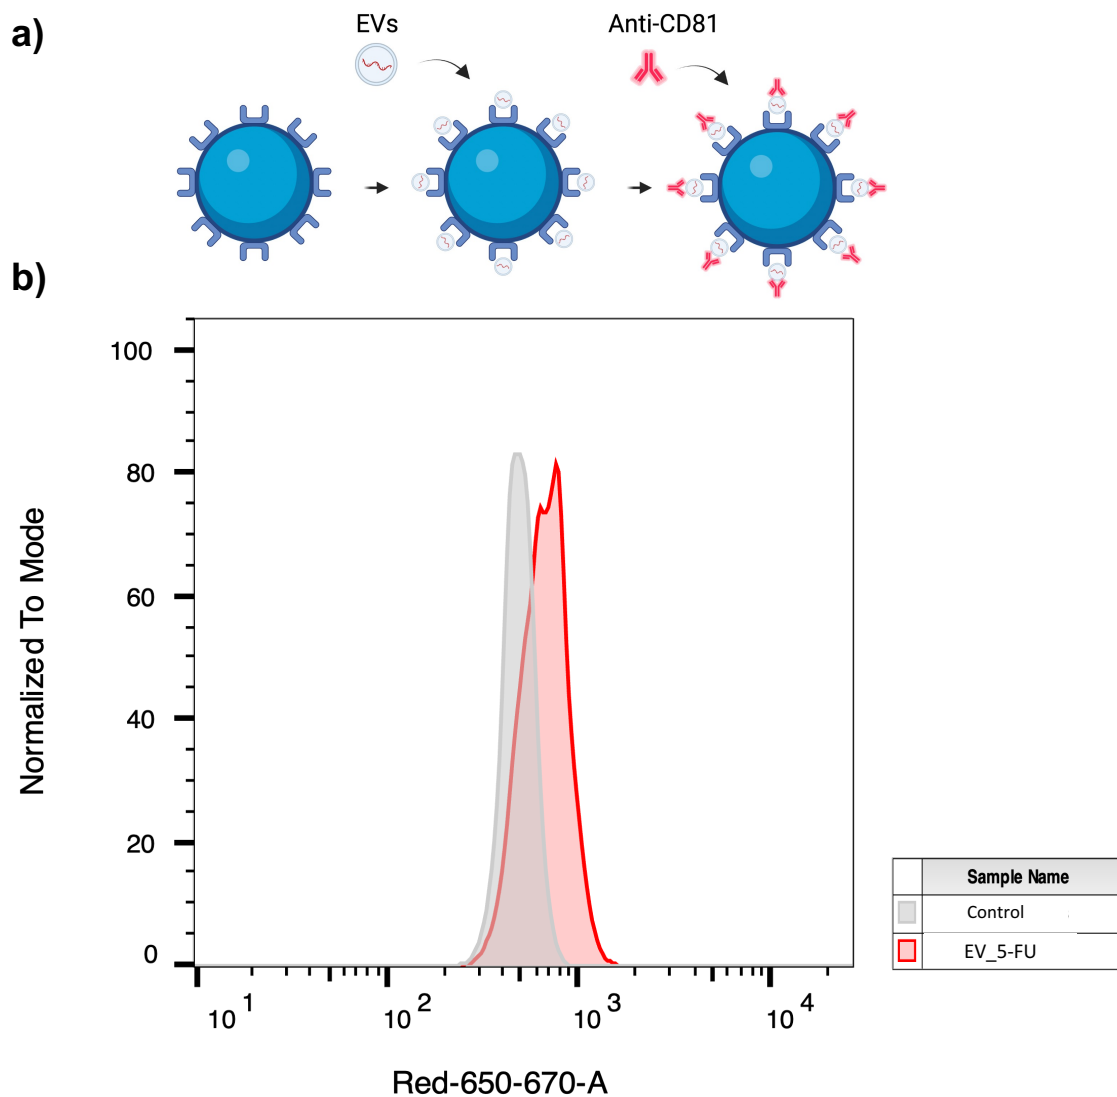 a)
EVs
Anti-CD81
b)
100
80
60
40
20
0
Normalized To Mode
10 1
10 2
10 3
10 4
Red-650-670-A
Sample Name
Control
EV_5-FU